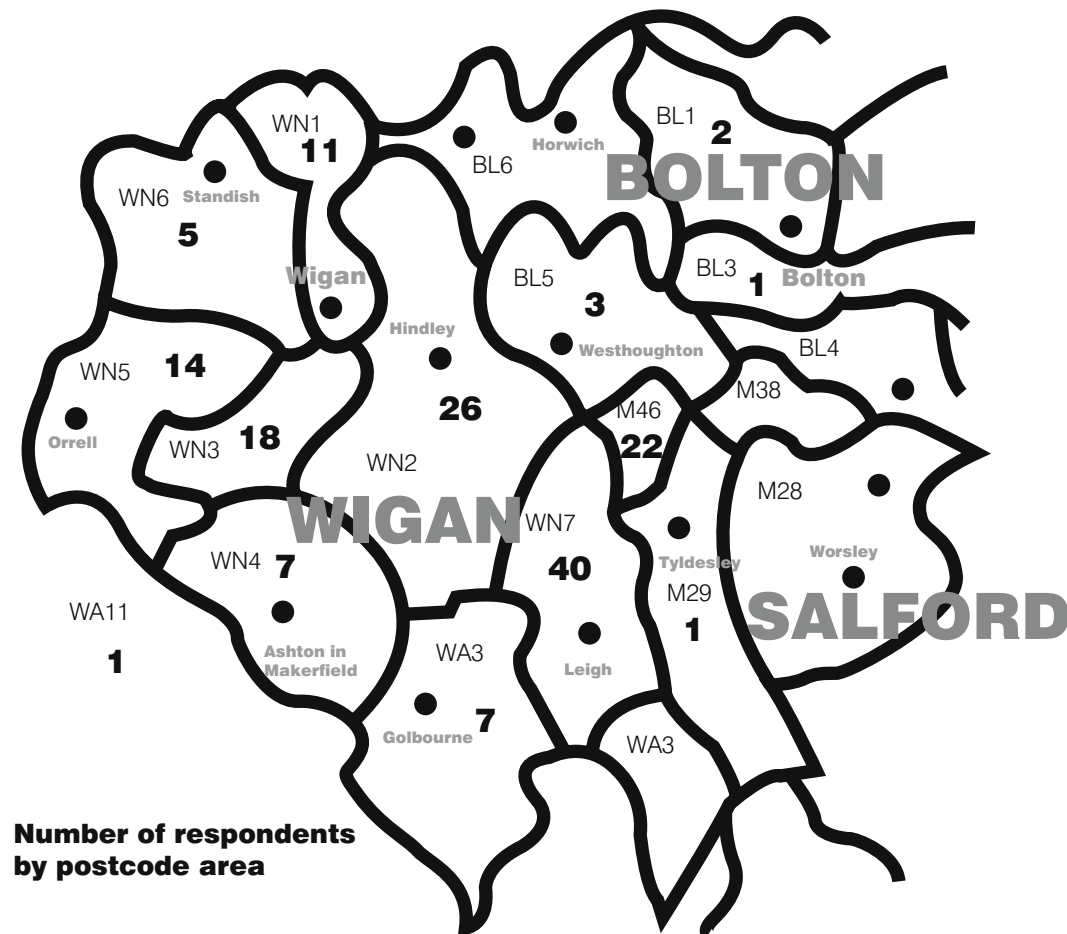 WN1
11
BL1
2
Horwich
BL6
BOLTON
WN6
Standish
5
Wigan
BL5
3
BL3
1
Bolton
Hindley
Westhoughton
BL4
WN5
14
M38
Orrell
WN3
18
26
M46
22
WN2
M28
WIGAN
WN7
40
Tyldesley
Worsley
WN4
7
M29
1
SALFORD
WA11
1
Ashton in
Makerfield
WA3
Leigh
7
Golbourne
WA3
Number of respondents
by postcode area